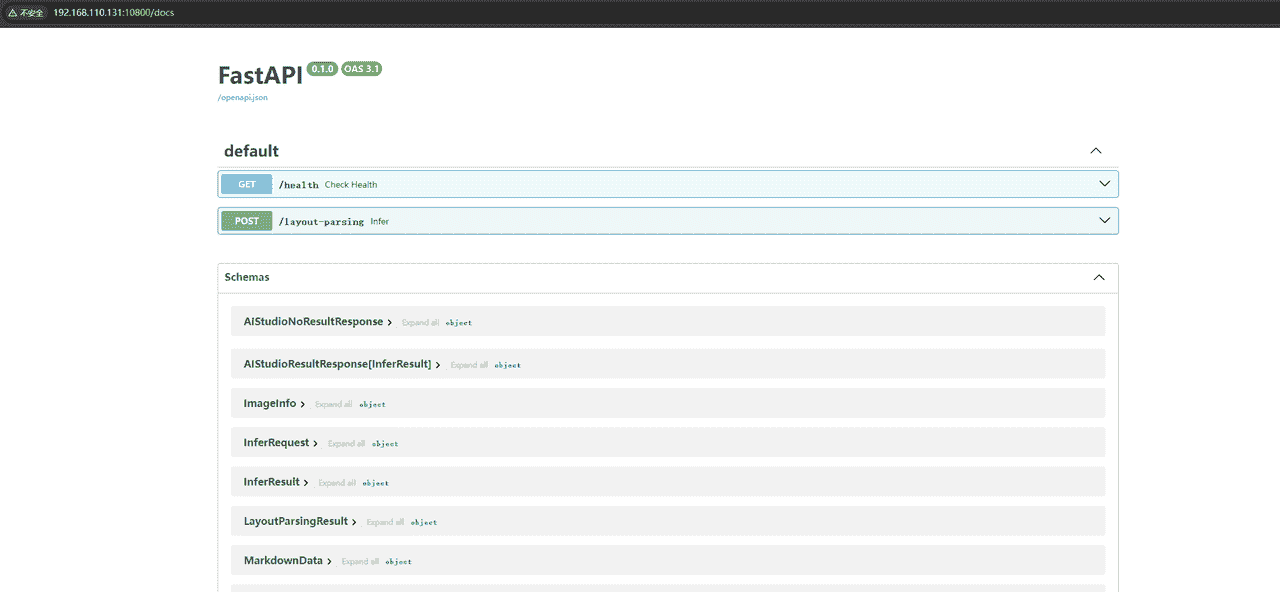 不安全 192.168.110.131:10800/docs
FastAPI 0.1.0 OAS 3.1
/openapi.json
default
GET /health Check Health
POST /layout-parsing Infer
Schemas
AIStudioNoResultResponse Expand all object
AIStudioResultResponse[InferResult] Expand all object
ImageInfo Expand all object
InferRequest Expand all object
InferResult Expand all object
LayoutParsingResult Expand all object
MarkdownData Expand all object